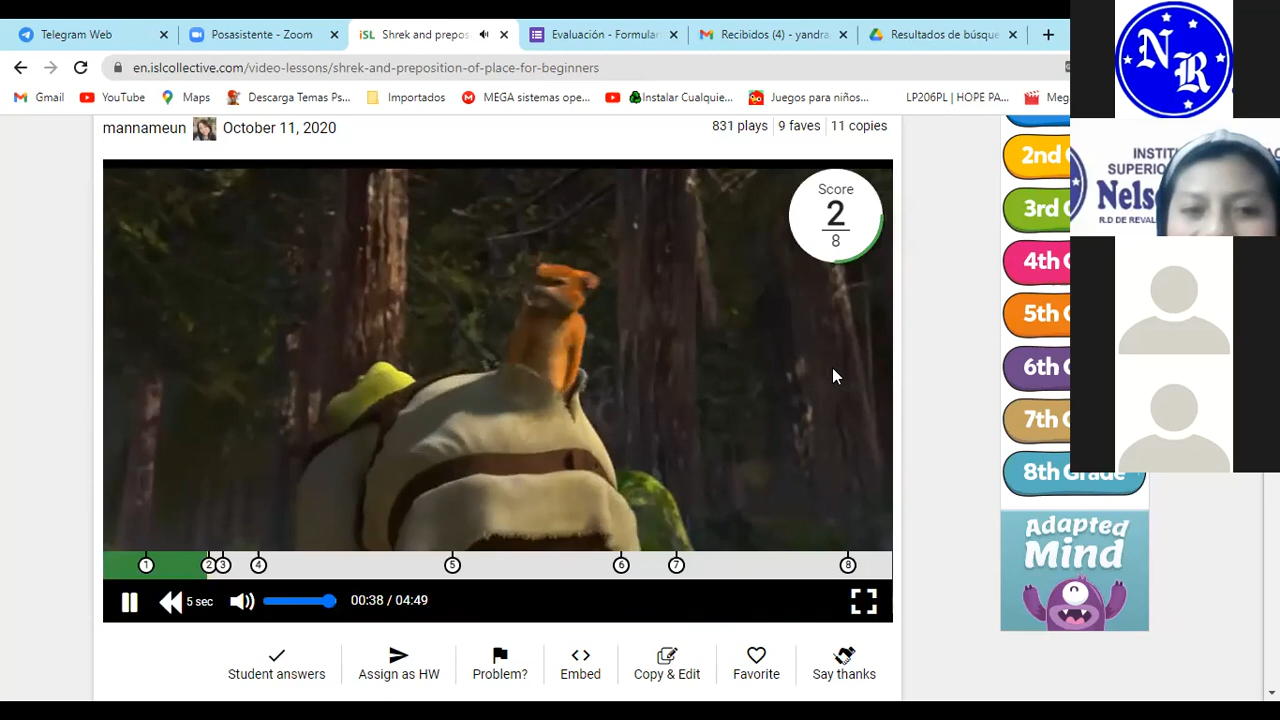 Telegram Web
Posasistente - Zoom
iSL Shrek and prepos
Evaluación - Formular
Recibidos (4) - yandra
Resultados de búsque
en.islcollective.com/video-lessons/shrek-and-preposition-of-place-for-beginners
Gmail
YouTube
Maps
Descarga Temas Ps...
Importados
MEGA sistemas ope...
Instalar Cualquie...
Juegos para niños...
LP206PL | HOPE PA...
Meg
NR
mannameun
October 11, 2020
831 plays
9 faves
11 copies
INSTIT
SUPERIO
Nels
R.D DE REVAL
Score
2
8
2nd
3rd
4th
5th
6th
7th
8th Grade
1
2
3
4
5
6
7
8
5 sec
00:38 / 04:49
Adapted
Mind
Student answers
Assign as HW
Problem?
Embed
Copy & Edit
Favorite
Say thanks